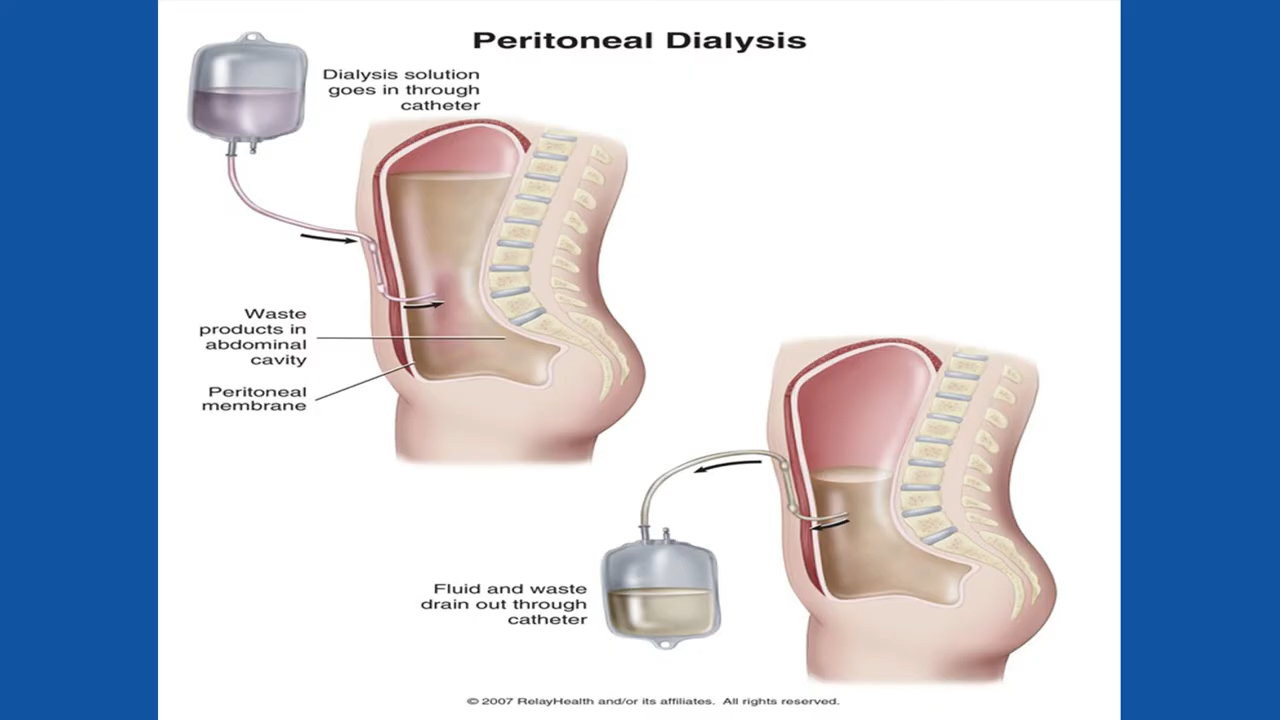 Peritoneal Dialysis
Dialysis solution
goes in through
catheter
Waste
products in
abdominal
cavity
Peritoneal
membrane
Fluid and waste
drain out through
catheter
© 2007 RelayHealth and/or its affiliates. All rights reserved.